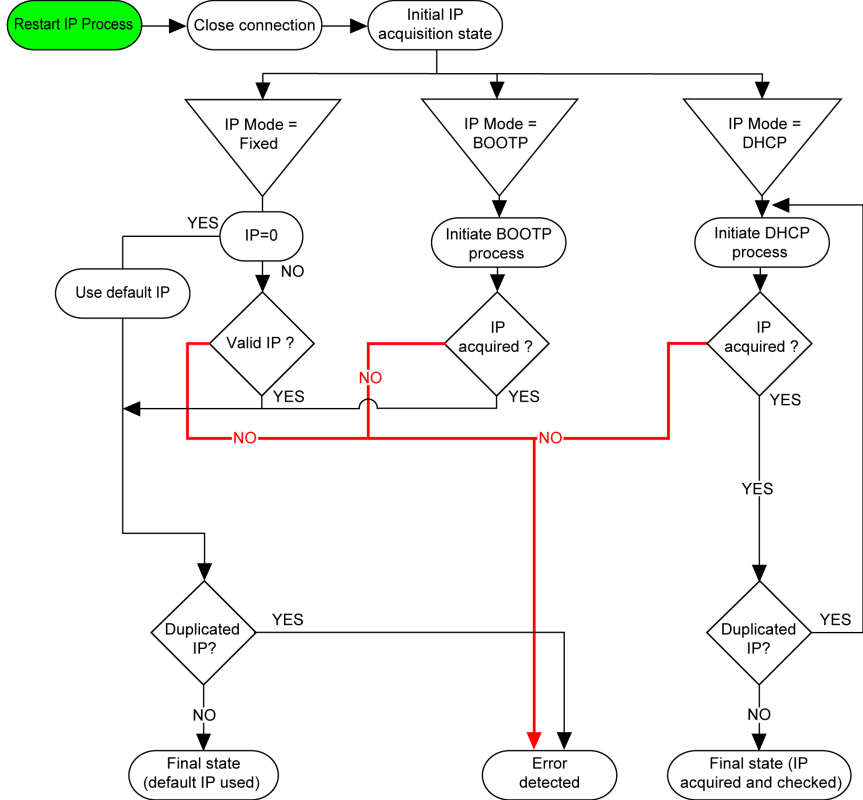 Restart IP Process
Close connection
Initial IP
acquisition state
IP Mode =
Fixed
IP Mode =
BOOTP
IP Mode =
DHCP
YES
IP=0
NO
Initiate BOOTP
process
Initiate DHCP
process
Use default IP
Valid IP ?
IP
acquired ?
IP
acquired ?
NO
YES
YES
YES
NO
NO
YES
Duplicated
IP?
YES
Duplicated
IP?
YES
NO
NO
Final state
(default IP used)
Error
detected
Final state (IP
acquired and checked)